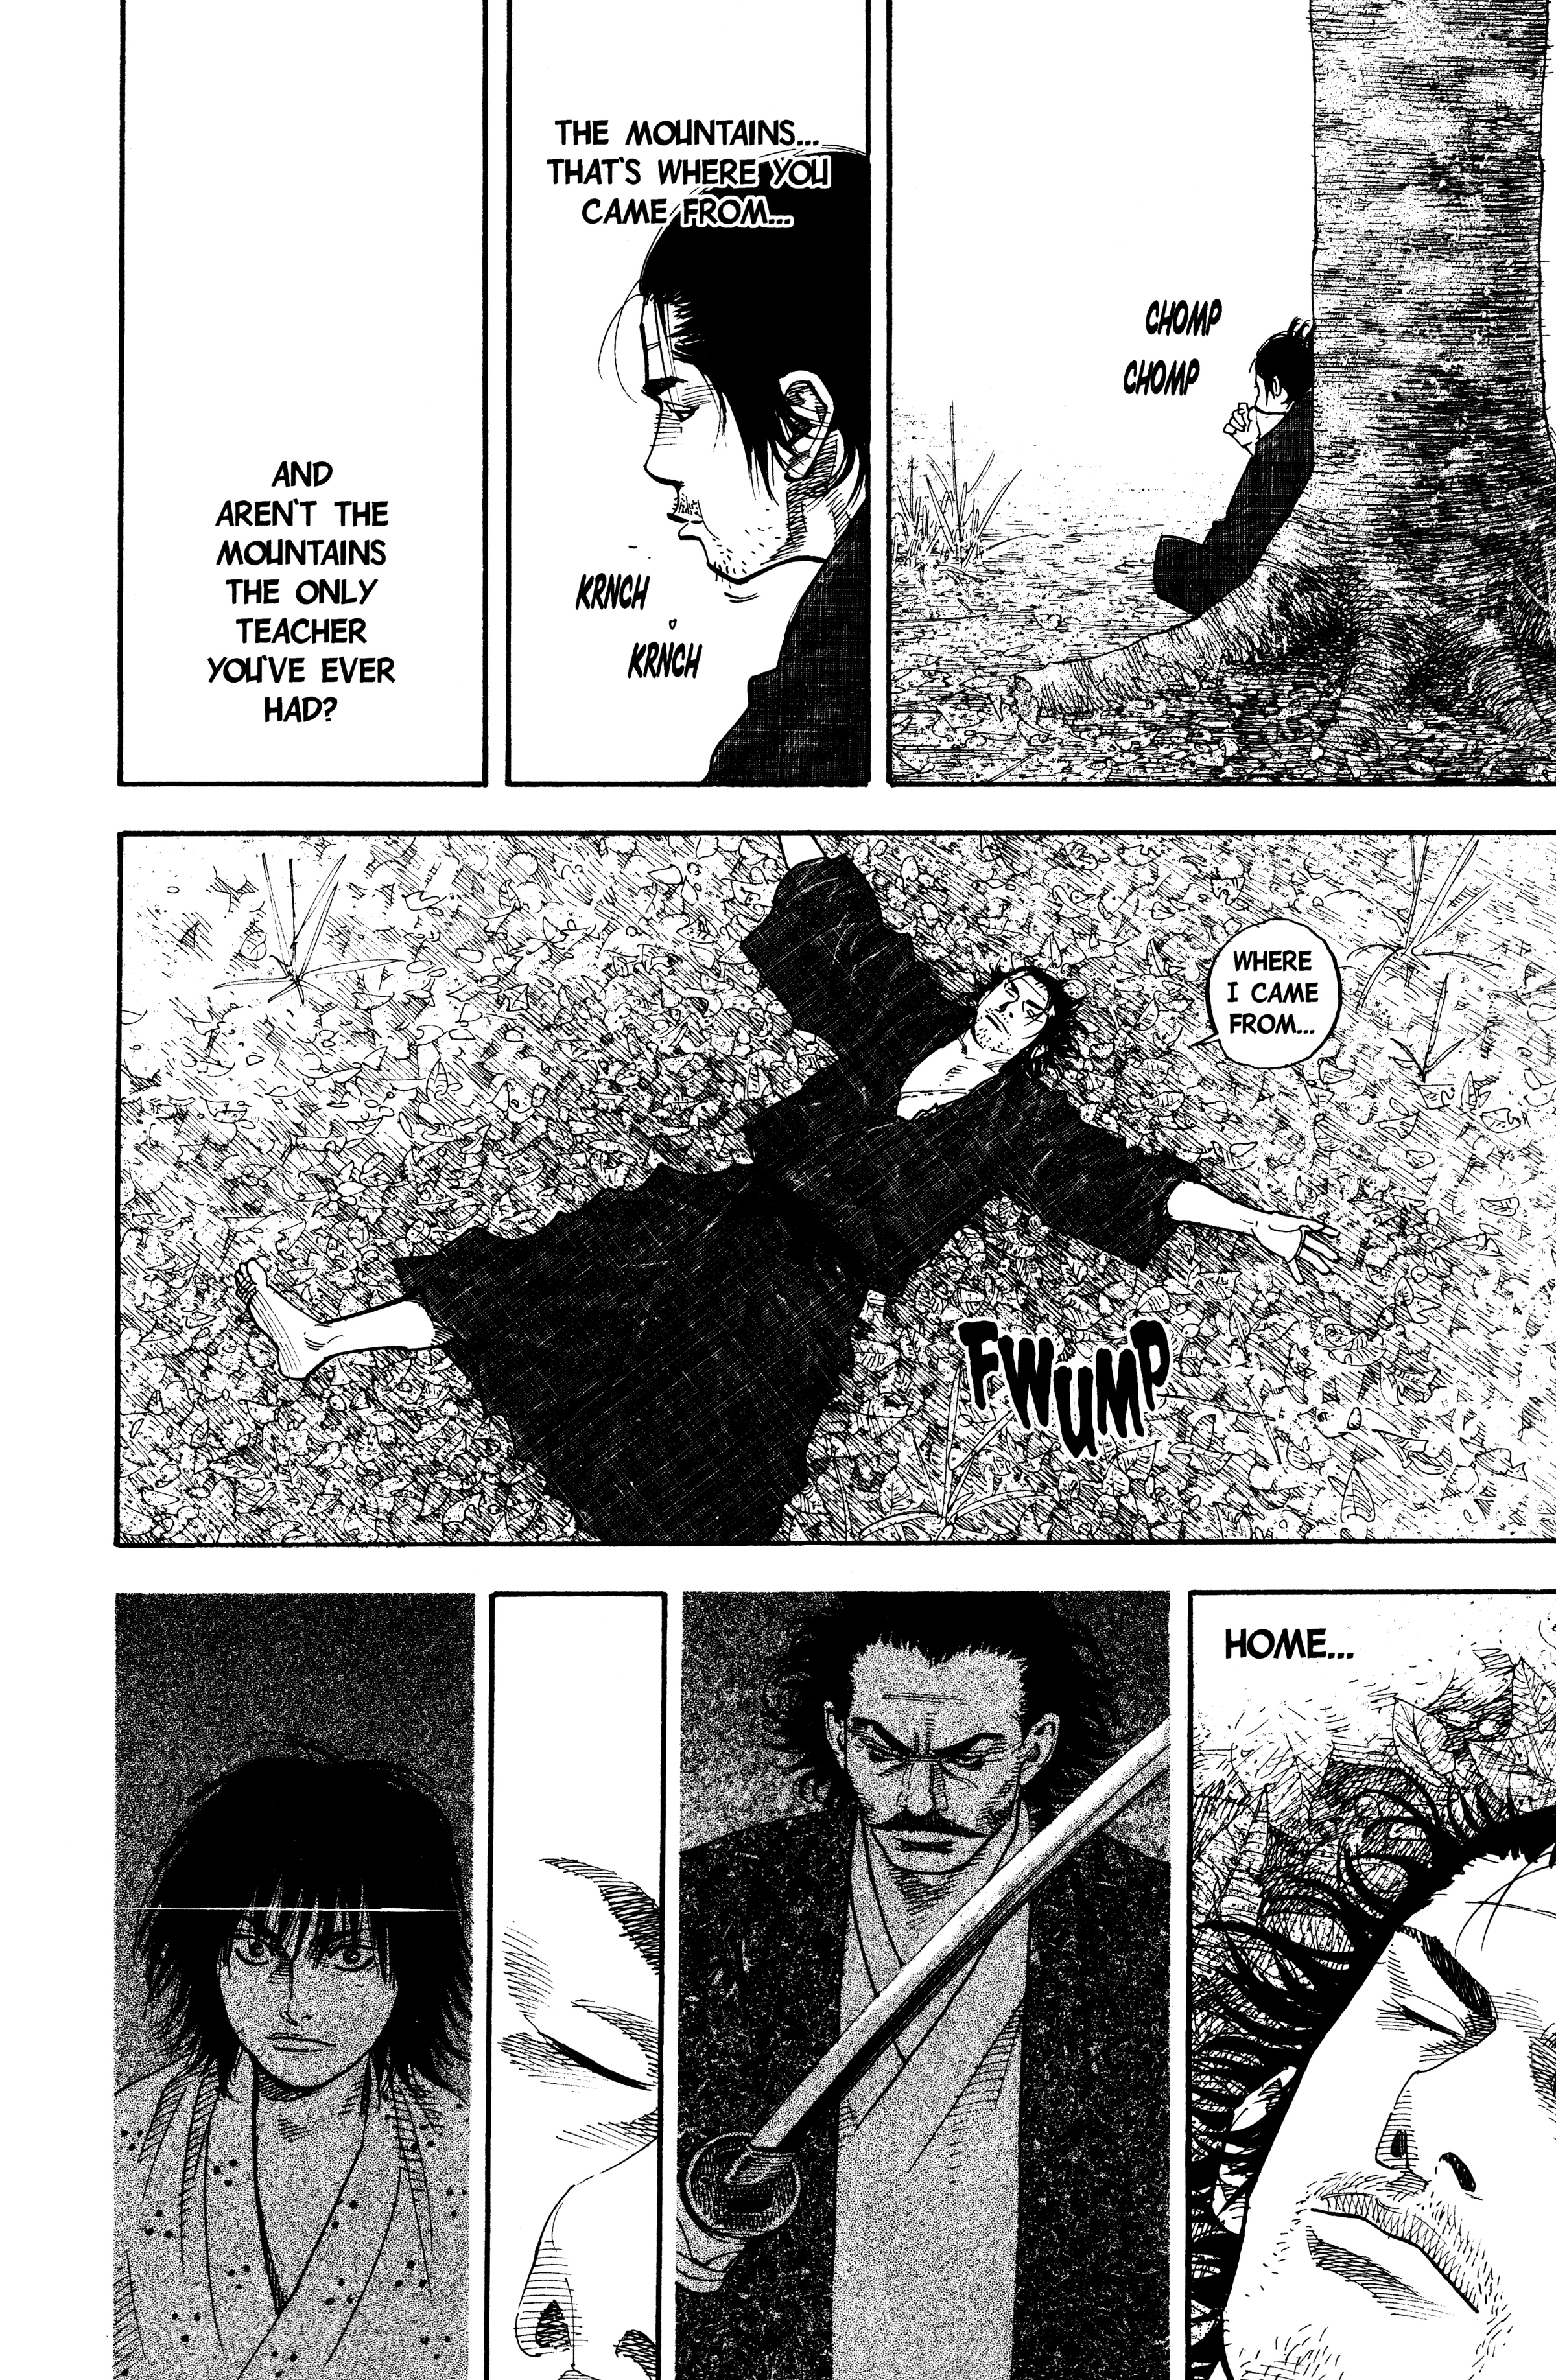 CHOMP
CHOMP
THE MOUNTAINS...
THAT'S WHERE YOU
CAME FROM...
KRNCH
KRNCH
AND
AREN'T THE
MOUNTAINS
THE ONLY
TEACHER
YOU'VE EVER
HAD?
WHERE
I CAME
FROM...
FWUMP
HOME...